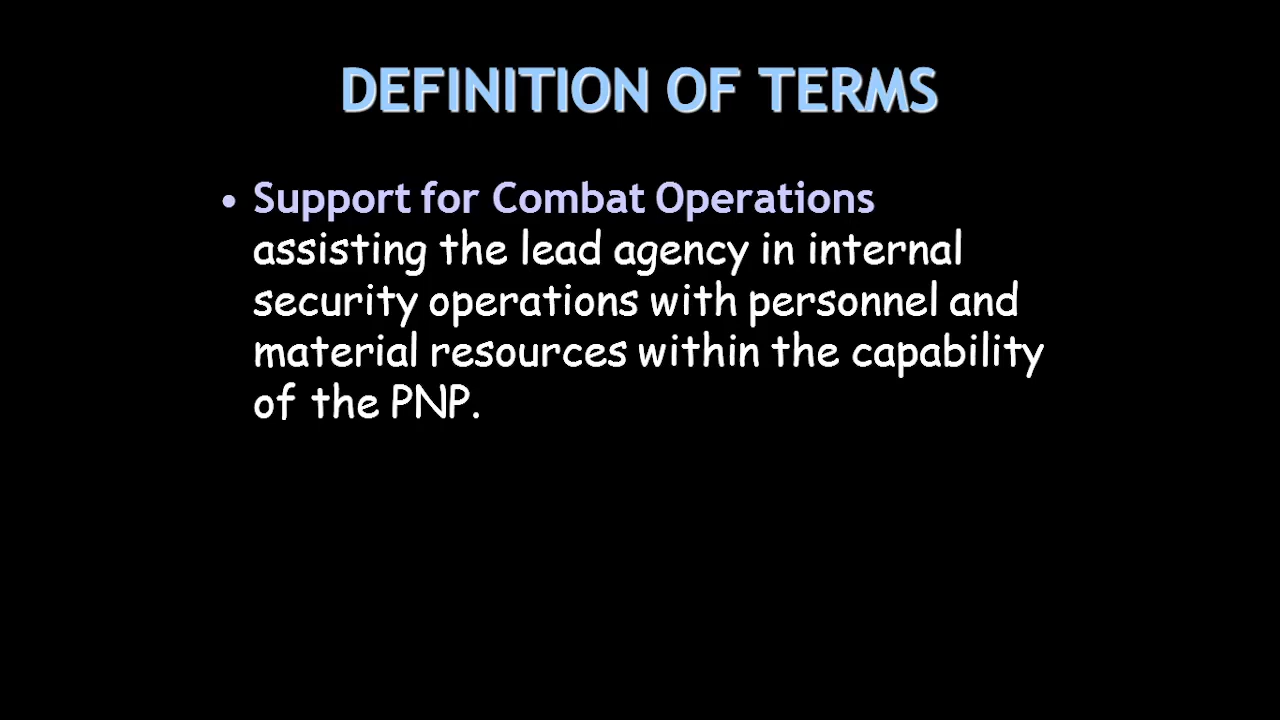 DEFINITION OF TERMS
• Support for Combat Operations
assisting the lead agency in internal
security operations with personnel and
material resources within the capability
of the PNP.